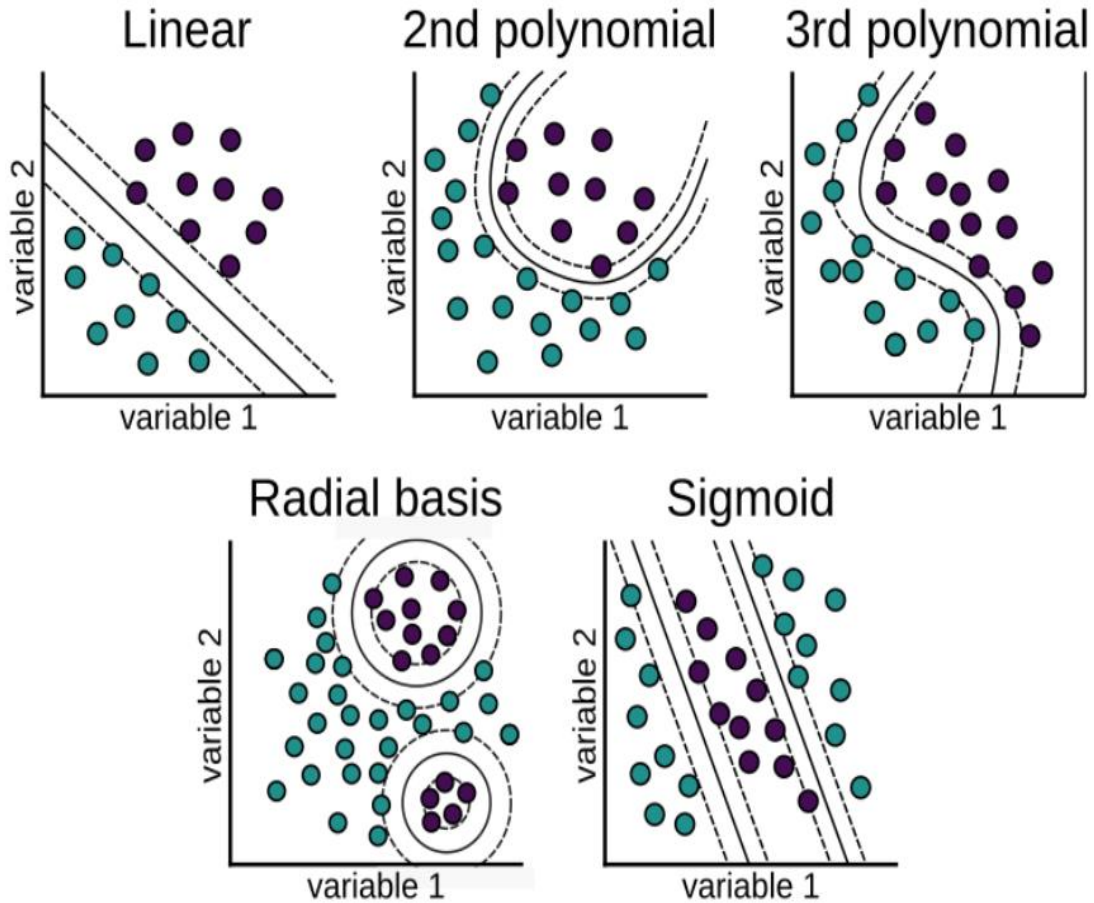 Linear
2nd polynomial
3rd polynomial
variable 2
variable 1
variable 2
variable 1
variable 2
variable 1
Radial basis
Sigmoid
variable 2
variable 1
variable 2
variable 1